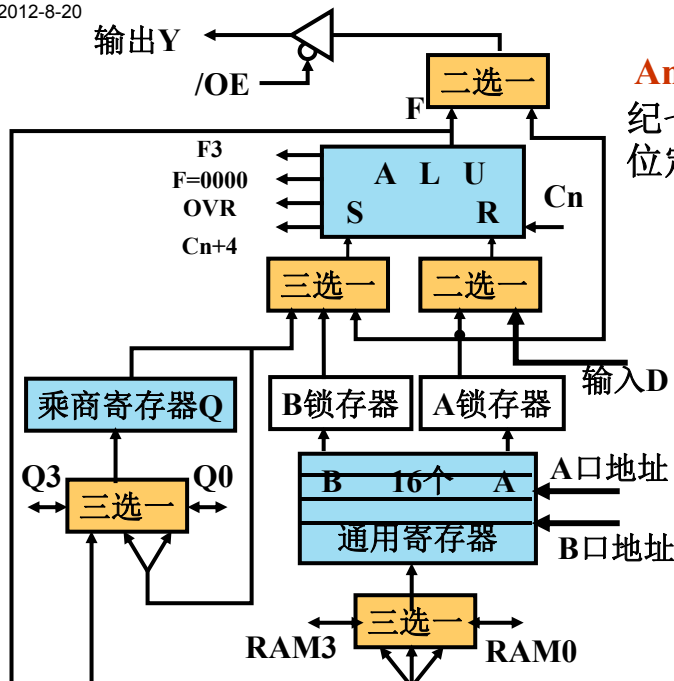 2012-8-20
输出Y
/OE
二选一
F
An
纪
位
F3
F=0000
OVR
Cn+4
A L U
S R
Cn
三选一
二选一
输入D
乘商寄存器Q
B锁存器
A锁存器
Q3
Q0
三选一
B 16个 A
通用寄存器
A口地址
B口地址
RAM3
三选一
RAM0